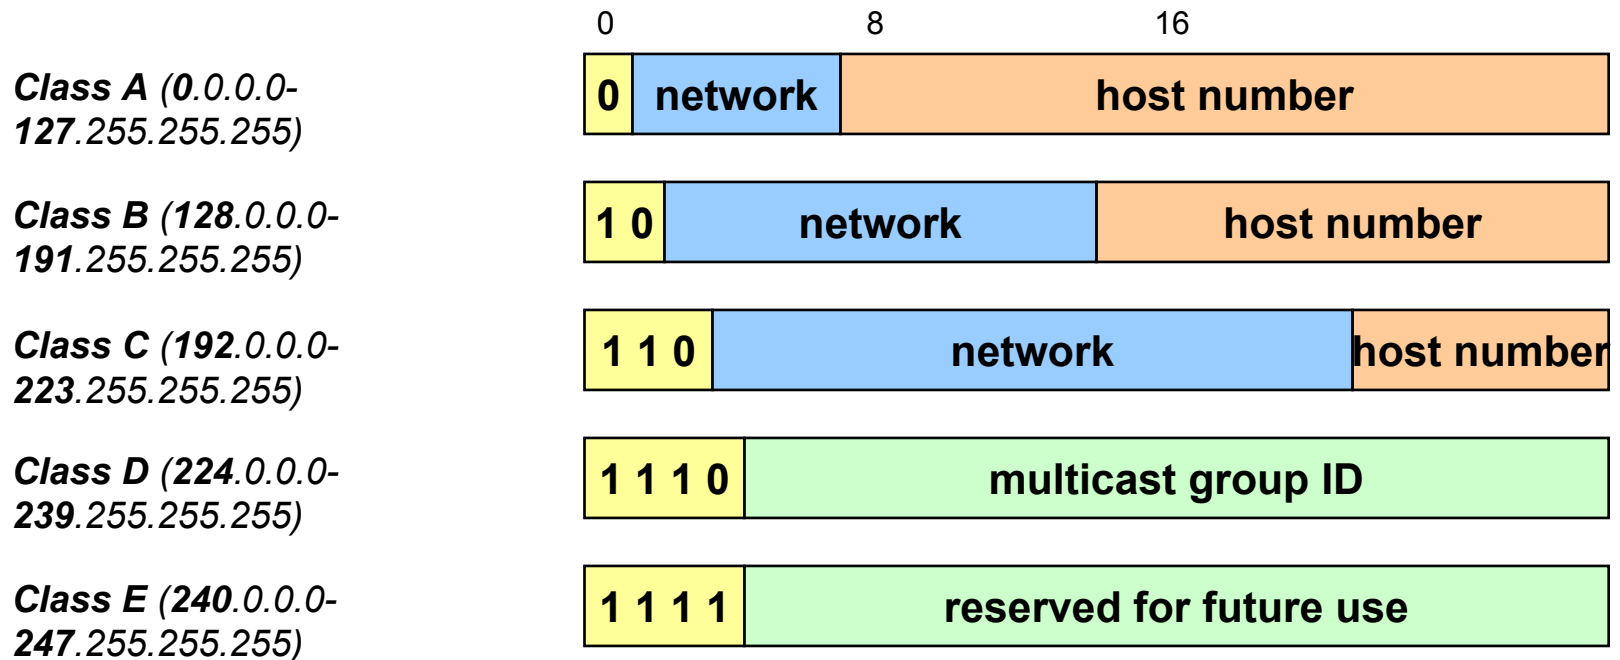 0 8 16
Class A (0.0.0.0-
127.255.255.255)
0 network host number
Class B (128.0.0.0-
191.255.255.255)
1 0 network host number
Class C (192.0.0.0-
223.255.255.255)
1 1 0 network host number
Class D (224.0.0.0-
239.255.255.255)
1 1 1 0 multicast group ID
Class E (240.0.0.0-
247.255.255.255)
1 1 1 1 reserved for future use